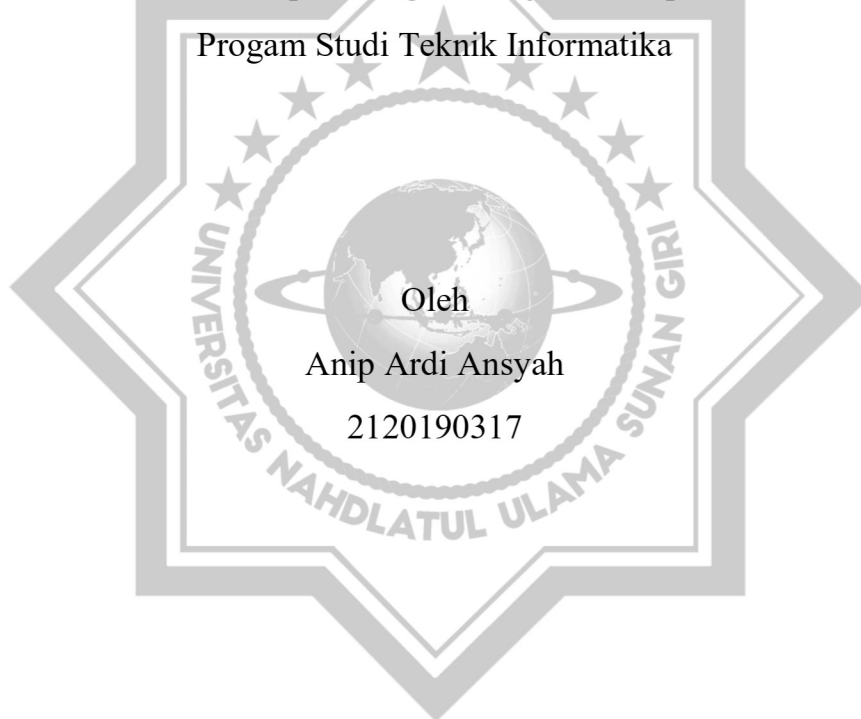 Progam Studi Teknik Informatika
Oleh
Anip Ardi Ansyah
2120190317
UNIVERSITAS NAHDLATUL ULAMA SUNAN GIRI